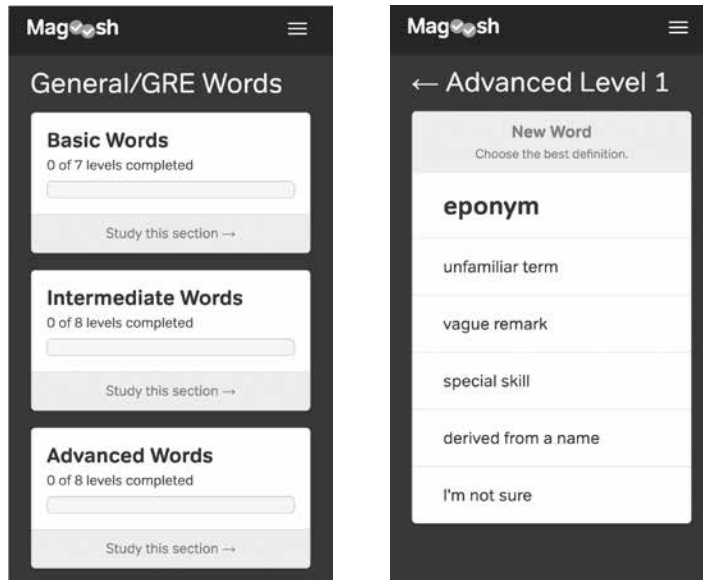 Magoosh
General/GRE Words
Basic Words
0 of 7 levels completed
Study this section →
Intermediate Words
0 of 8 levels completed
Study this section →
Advanced Words
0 of 8 levels completed
Study this section →
Magoosh
← Advanced Level 1
New Word
Choose the best definition.
eponym
unfamiliar term
vague remark
special skill
derived from a name
I'm not sure